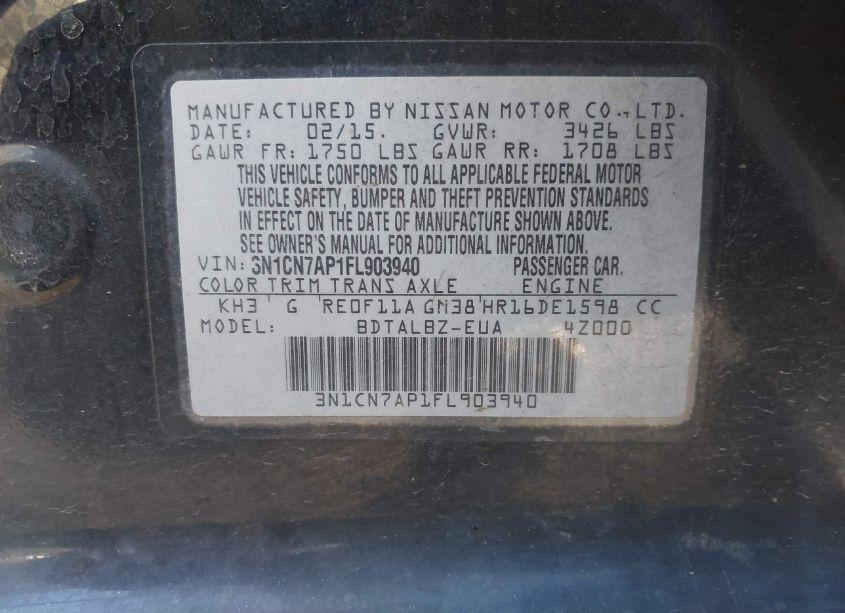 MANUFACTURED BY NISSAN MOTOR CO., LTD.
DATE: 02/15. GVWR: 3426 LBS
GAWR FR: 1750 LBS GAWR RR: 1708 LBS
THIS VEHICLE CONFORMS TO ALL APPLICABLE FEDERAL MOTOR
VEHICLE SAFETY, BUMPER AND THEFT PREVENTION STANDARDS
IN EFFECT ON THE DATE OF MANUFACTURE SHOWN ABOVE.
SEE OWNER'S MANUAL FOR ADDITIONAL INFORMATION.
VIN: 3N1CN7AP1FL903940 PASSENGER CAR.
COLOR TRIM TRANS AXLE ENGINE
KH3 G RE0F11A GM38 HR16DE1598 CC
MODEL: BDTALBZ-EUA 4Z000
3N1CN7AP1FL903940